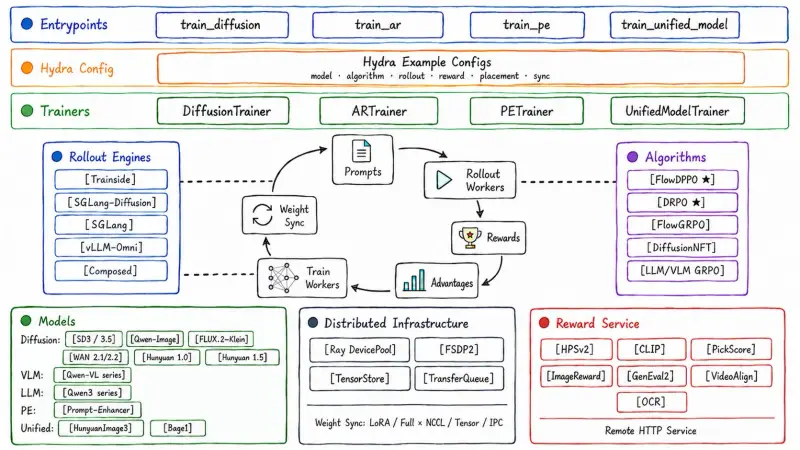 Entrypoints train_diffusion train_ar train_pe train_unified_model
Hydra Config Hydra Example Configs
model · algorithm · rollout · reward · placement · sync
Trainers DiffusionTrainer ARTrainer PETrainer UnifiedModelTrainer
Rollout Engines
[Trainside]
[SGLang-Diffusion]
[SGLang]
[vLLM-Omni]
[Composed]
Prompts
Rollout
Workers
Rewards
Advantages
Train
Workers
Weight
Sync
Algorithms
[FlowDPPO ★]
[DRPO ★]
[FlowGRPO]
[DiffusionNFT]
[LLM/VLM GRPO]
Models
Diffusion: [SD3 / 3.5] [Qwen-Image] [FLUX.2-Klein]
[WAN 2.1/2.2] [Hunyuan 1.0] [Hunyuan 1.5]
VLM: [Qwen-VL series]
LLM: [Qwen3 series]
PE: [Prompt-Enhancer]
Unified: [HunyuanImage3] [Bage1]
Distributed Infrastructure
[Ray DevicePool] [FSDP2]
[TensorStore] [TransferQueue]
Weight Sync: LoRA / Full × NCCL / Tensor / IPC
Reward Service
[HPSv2] [CLIP] [PickScore]
[ImageReward] [GenEval2] [VideoAlign]
[OCR]
Remote HTTP Service